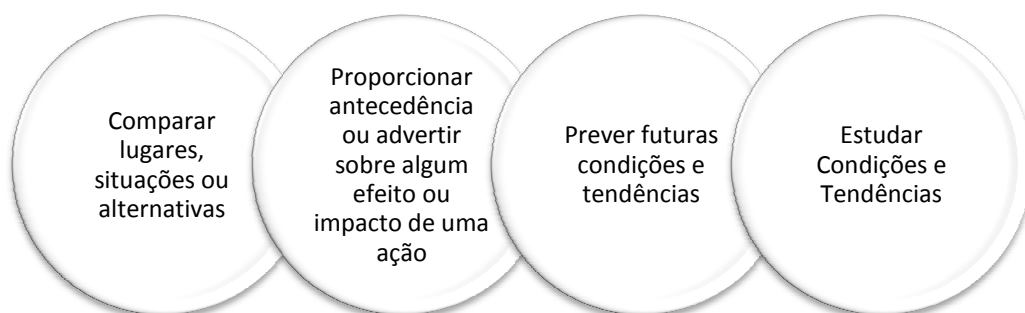 Comparar
lugares,
situações ou
alternativas
Proporcionar
antecedência
ou advertir
sobre algum
efeito ou
impacto de uma
ação
Prever futuras
condições e
tendências
Estudar
Condições e
Tendências